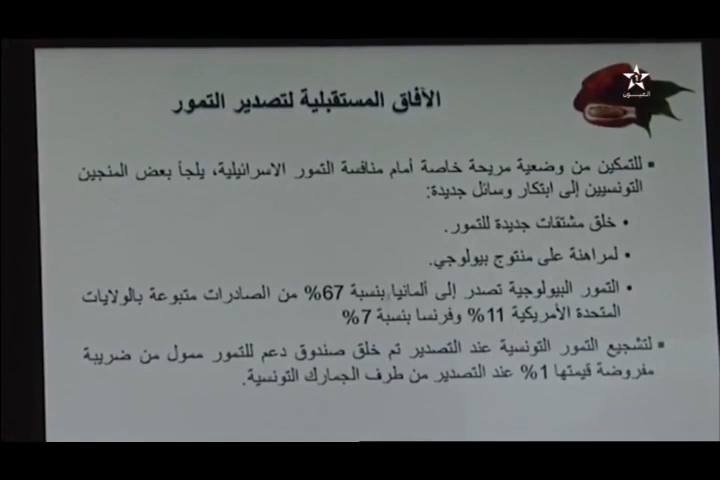 العيون
الآفاق المستقبلية لتصدير التمور
▪ للتمكين من وضعية مريحة خاصة أمام منافسة التمور الاسرائيلية، يلجأ بعض المنجين
التونسيين إلى ابتكار وسائل جديدة:
• خلق مشتقات جديدة للتمور.
• لمراهنة على منتوج بيولوجي.
• التمور البيولوجية تصدر إلى ألمانيا بنسبة 67% من الصادرات متبوعة بالولايات
المتحدة الأمريكية 11% وفرنسا بنسبة 7%
▪ لتشجيع التمور التونسية عند التصدير تم خلق صندوق دعم للتمور ممول من ضريبة
مفروضة قيمتها 1% عند التصدير من طرف الجمارك التونسية.